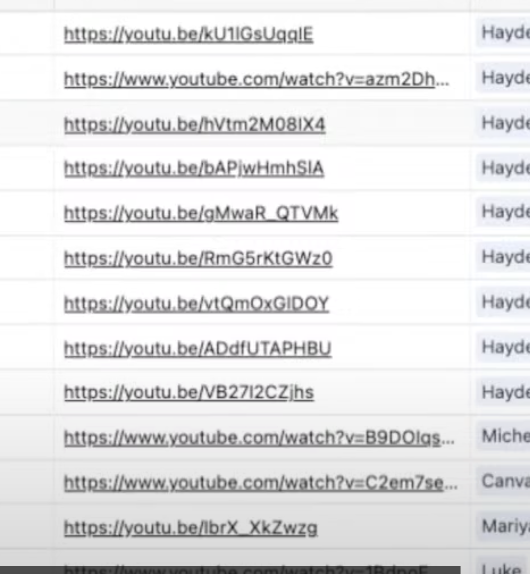 https://youtu.be/kU1IGsUqqlE Hayde
https://www.youtube.com/watch?v=azm2Dh... Hayde
https://youtu.be/hVtm2M08IX4 Hayde
https://youtu.be/bAPjwHmhSIA Hayde
https://youtu.be/gMwaR_QTVMk Hayde
https://youtu.be/RmG5rKtGWz0 Hayde
https://youtu.be/vtQmOxGIDOY Hayde
https://youtu.be/ADdfUTAPHBU Hayde
https://youtu.be/VB27I2CZjhs Hayde
https://www.youtube.com/watch?v=B9DOIqs... Miche
https://www.youtube.com/watch?v=C2em7se... Canva
https://youtu.be/lbrX_XkZwzg Mariya
Luke